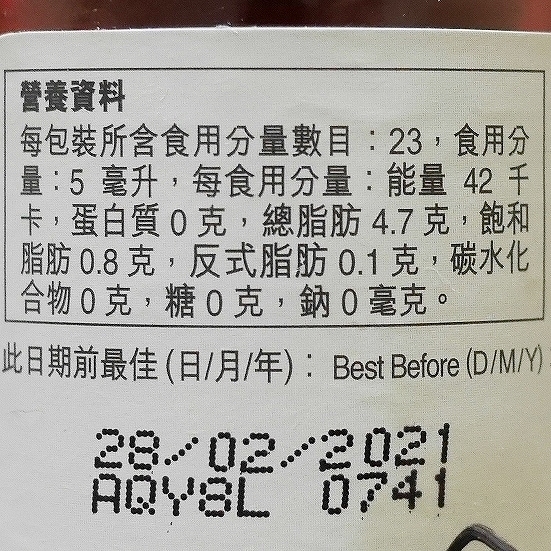 營養資料
每包裝所含食用分量數目：23，食用分
量：5 毫升，每食用分量：能量 42 千
卡，蛋白質 0 克，總脂肪 4.7 克，飽和
脂肪 0.8 克，反式脂肪 0.1 克，碳水化
合物 0 克，糖 0 克，鈉 0 毫克。
此日期前最佳 (日/月/年)： Best Before (D/M/Y)：
28/02/2021
AQY8L 0741